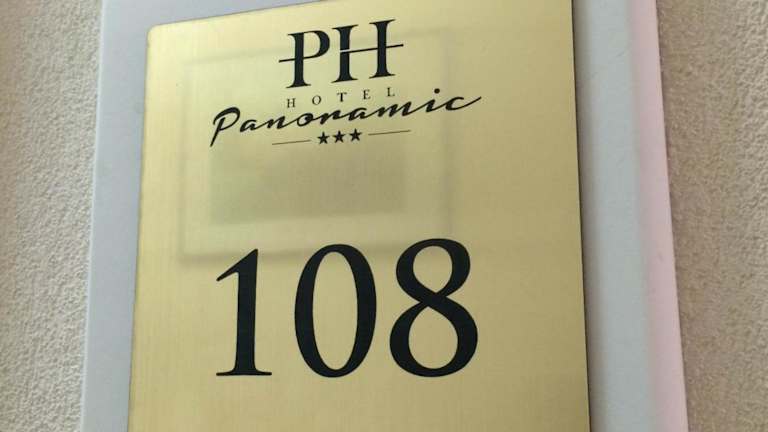 PH
HOTEL
Panoramic
★★★
108